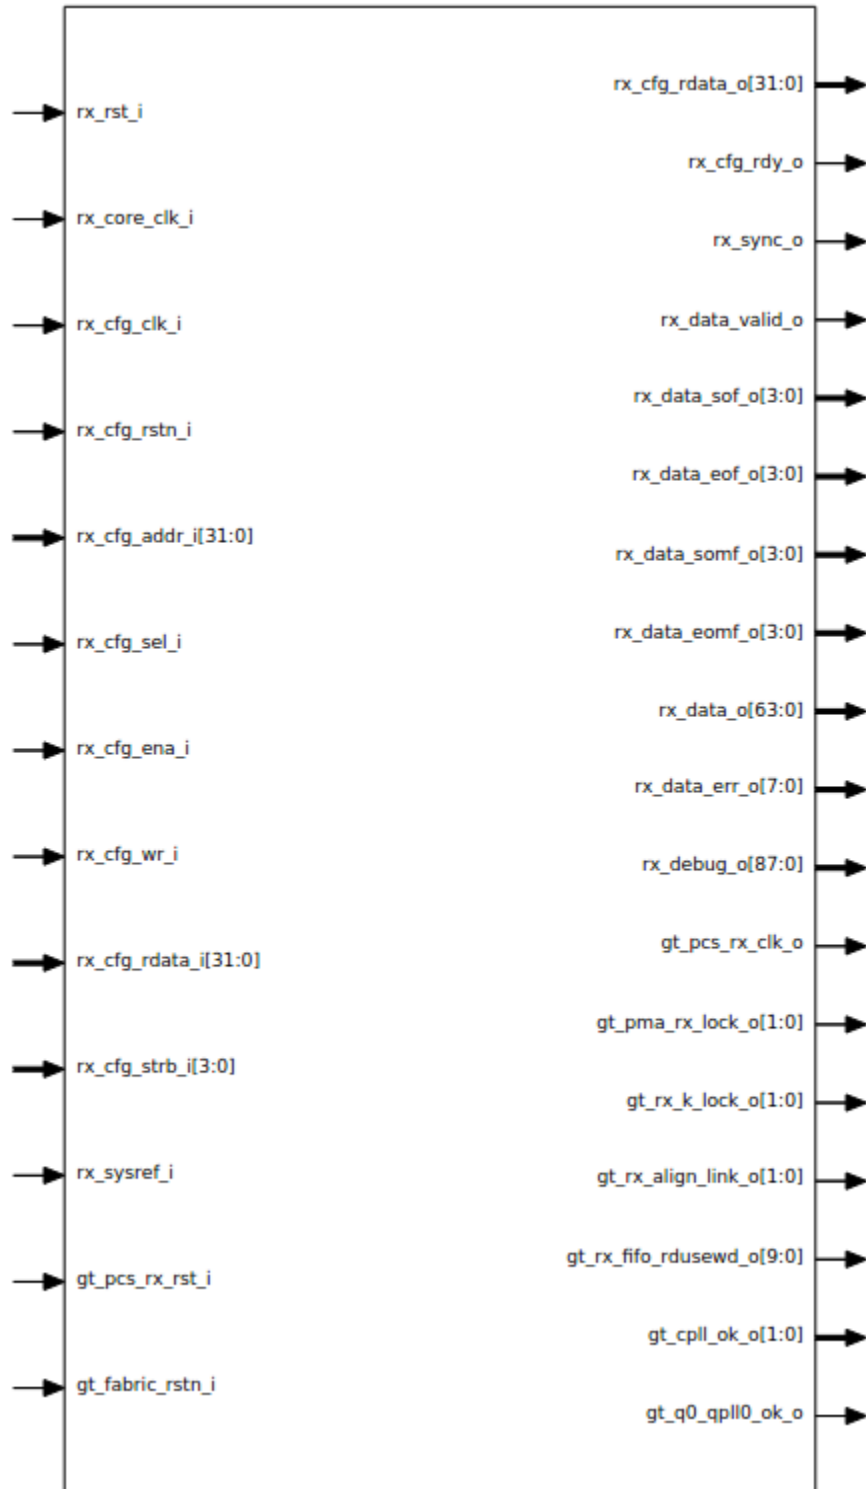 rx_rst_i
rx_core_clk_i
rx_cfg_clk_i
rx_cfg_rstn_i
rx_cfg_addr_i[31:0]
rx_cfg_sel_i
rx_cfg_ena_i
rx_cfg_wr_i
rx_cfg_rdata_i[31:0]
rx_cfg_strb_i[3:0]
rx_sysref_i
gt_pcs_rx_rst_i
gt_fabric_rstn_i
rx_cfg_rdata_o[31:0]
rx_cfg_rdy_o
rx_sync_o
rx_data_valid_o
rx_data_sof_o[3:0]
rx_data_eof_o[3:0]
rx_data_somf_o[3:0]
rx_data_eomf_o[3:0]
rx_data_o[63:0]
rx_data_err_o[7:0]
rx_debug_o[87:0]
gt_pcs_rx_clk_o
gt_pma_rx_lock_o[1:0]
gt_rx_k_lock_o[1:0]
gt_rx_align_link_o[1:0]
gt_rx_fifo_rdusewd_o[9:0]
gt_cpll_ok_o[1:0]
gt_q0_qpll0_ok_o